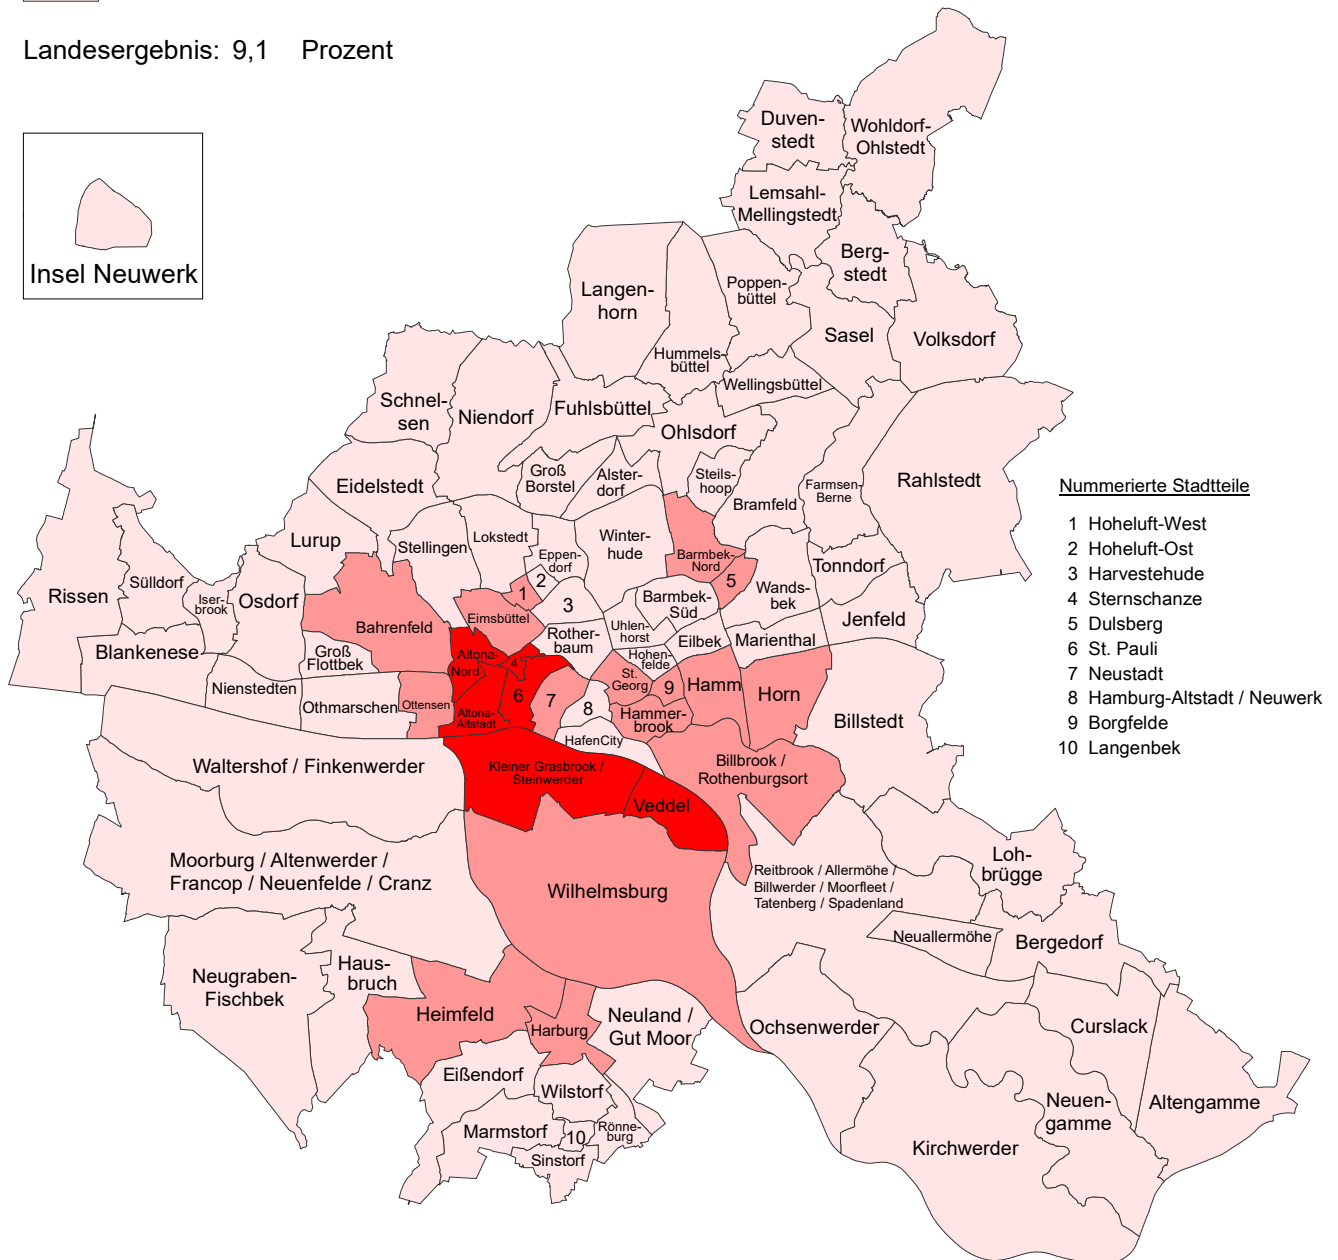 Landesergebnis: 9,1 Prozent
Insel Neuwerk
Duven-
stedt
Wohldorf-
Ohlstedt
Lemsahl-
Mellingstedt
Berg-
stedt
Langen-
horn
Poppen-
büttel
Hummels-
büttel
Sasel
Volksdorf
Wellingsbüttel
Schnel-
sen
Niendorf
Fuhlsbüttel
Ohlsdorf
Groß
Borstel
Alster-
dorf
Steils-
hoop
Bramfeld
Farmsen-
Berne
Rahlstedt
Eidelstedt
Lurup
Stellingen
Lokstedt
Eppen-
dorf
Winter-
hude
Barmbek-
Nord
5
Wands-
bek
Tonndorf
Jenfeld
Rissen
Sülldorf
Iser-
brook
Osdorf
Blankenese
Groß
Flottbek
Nienstedten
Othmarschen
Bahrenfeld
Ottensen
Eimsbüttel
1
2
3
Rother-
baum
Uhlen-
horst
Barmbek-
Süd
Eilbek
Marienthal
Hohen-
felde
Altona-
Nord
4
Altona-
Altstadt
6
7
8
St.
Georg
9
Hammer-
brook
Hamm
Horn
Billstedt
HafenCity
Billbrook /
Rothenburgsort
Waltershof / Finkenwerder
Kleiner Grasbrook /
Steinwerder
Veddel
Moorburg / Altenwerder /
Francop / Neuenfelde / Cranz
Wilhelmsburg
Reitbrook / Allermöhe /
Billwerder / Moorfleet /
Tatenberg / Spadenland
Loh-
brügge
Neuallermöhe
Bergedorf
Neugraben-
Fischbek
Haus-
bruch
Heimfeld
Harburg
Neuland /
Gut Moor
Ochsenwerder
Curslack
Eißendorf
Wilstorf
Marmstorf
10
Rönne-
burg
Sinstorf
Neuen-
gamme
Altengamme
Kirchwerder
Nummerierte Stadtteile
1 Hoheluft-West
2 Hoheluft-Ost
3 Harvestehude
4 Sternschanze
5 Dulsberg
6 St. Pauli
7 Neustadt
8 Hamburg-Altstadt / Neuwerk
9 Borgfelde
10 Langenbek